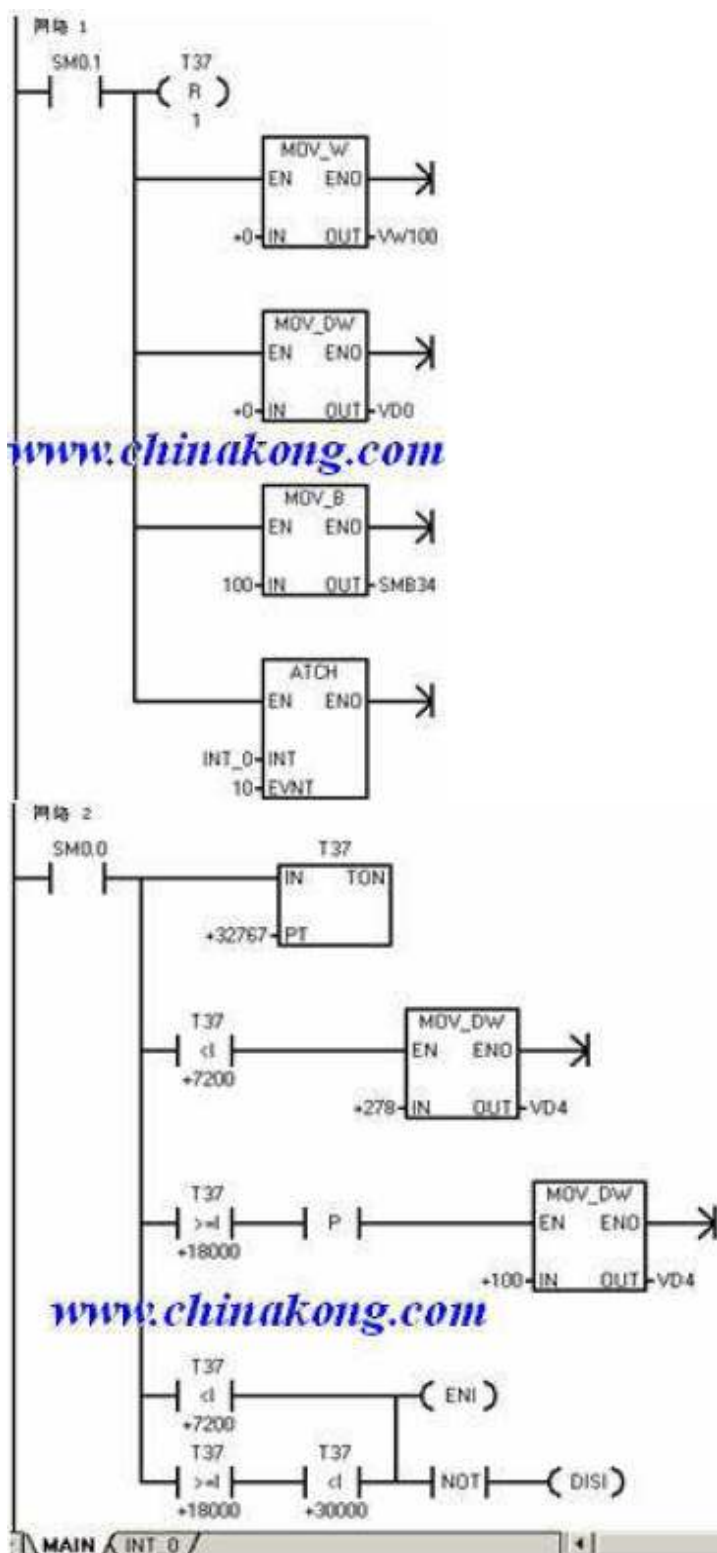 网络 1
SM0.1 T37
R
1
MOV_W
EN ENO
+0 IN OUT VW100
MOV_DW
EN ENO
+0 IN OUT VD0
www.chinakong.com
MOV_B
EN ENO
100 IN OUT SMB34
ATCH
EN ENO
INT_0 INT
10 EVNT
网络 2
SM0.0 T37
IN TON
+32767 PT
T37 MOV_DW
<I EN ENO
+7200
+278 IN OUT VD4
T37 MOV_DW
>=I P EN ENO
+18000
+100 IN OUT VD4
www.chinakong.com
T37
<I ENI
+7200
T37 T37
>=I <I NOT DISI
+18000 +30000
MAIN INT_0